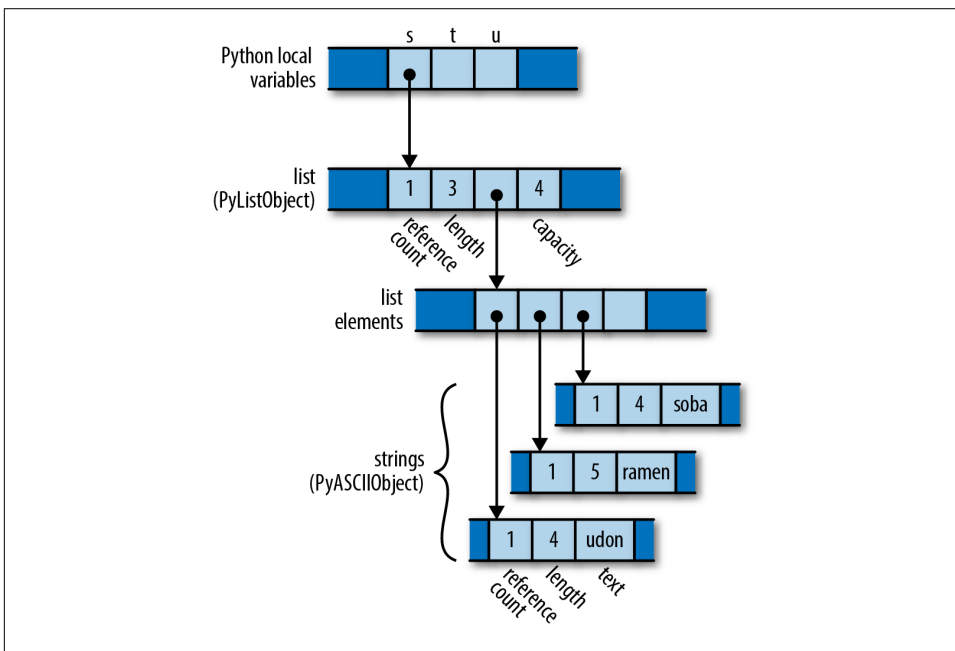 s t u
Python local
variables
list
(PyListObject)
1 3 4
reference
count
length
capacity
list
elements
1 4 soba
strings
(PyASCIIObject)
1 5 ramen
1 4 udon
reference
count
length
text